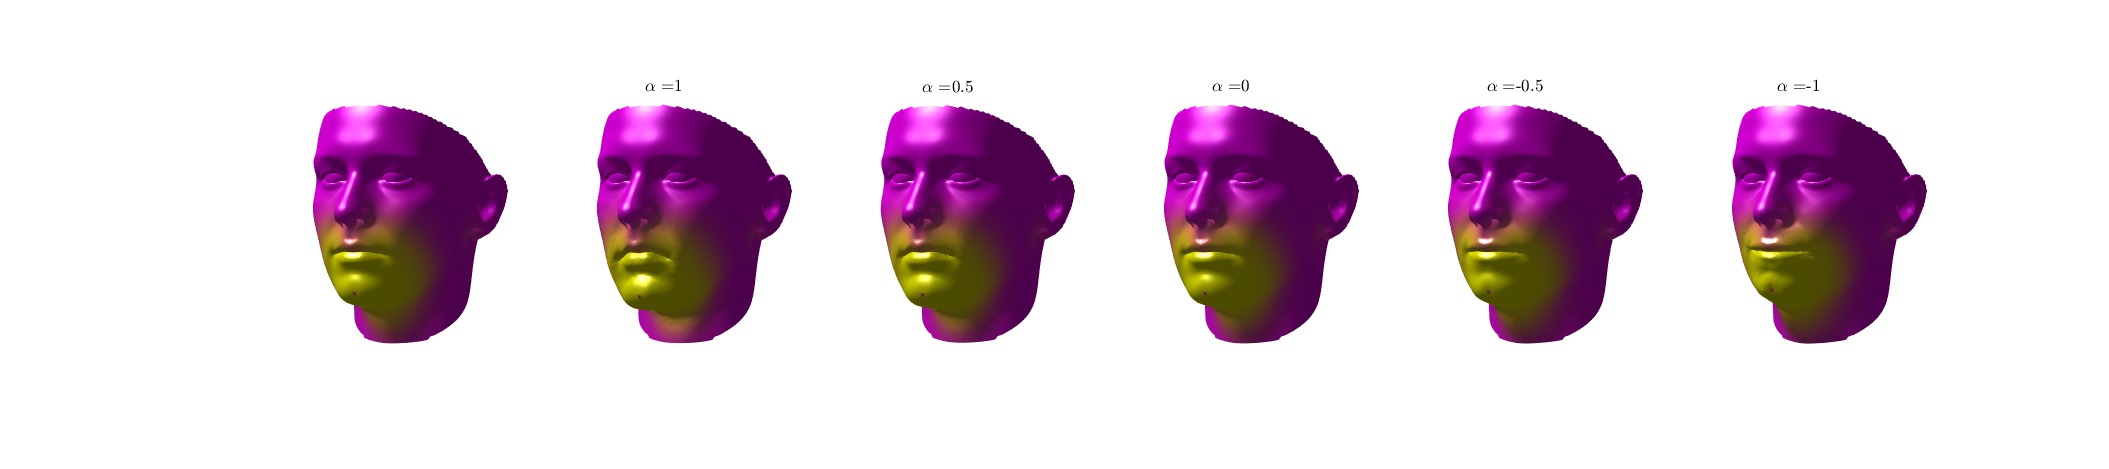 α =1
α =0.5
α =0
α =-0.5
α =-1